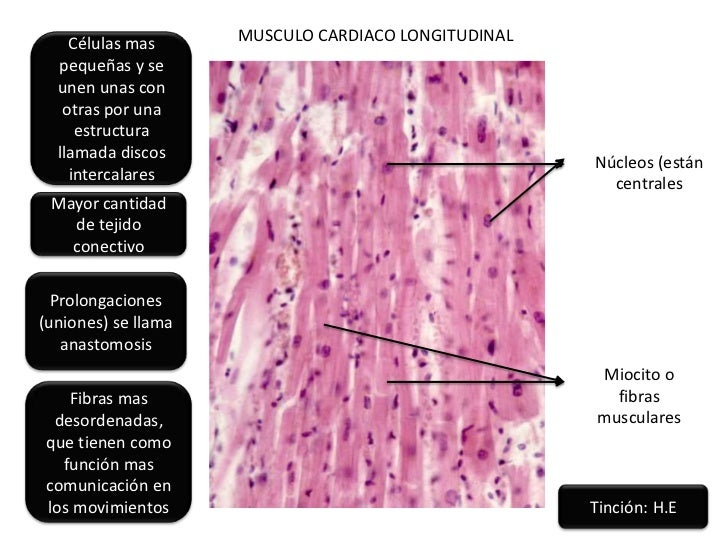 MUSCULO CARDIACO LONGITUDINAL
Células mas
pequeñas y se
unen unas con
otras por una
estructura
llamada discos
intercalares
Mayor cantidad
de tejido
conectivo
Prolongaciones
(uniones) se llama
anastomosis
Fibras mas
desordenadas,
que tienen como
función mas
comunicación en
los movimientos
Núcleos (están
centrales
Miocito o
fibras
musculares
Tinción: H.E